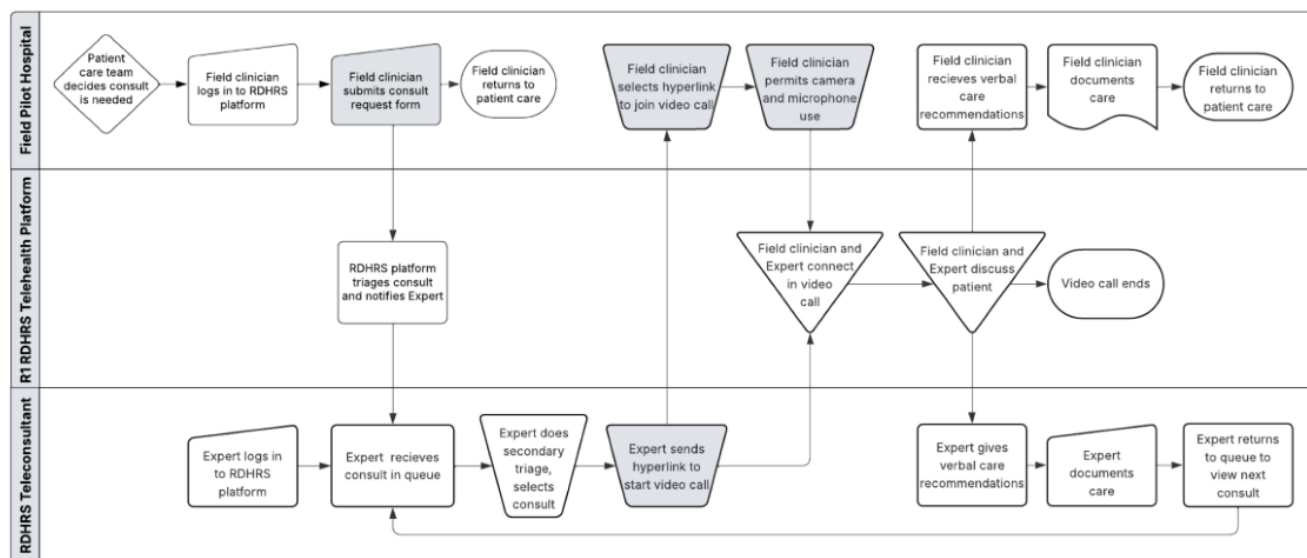 Field Pilot Hospital
Patient
care team
decides consult
is needed
Field clinician
logs in to RDHRS
platform
Field clinician
submits consult
request form
Field clinician
returns to
patient care
Field clinician
selects hyperlink
to join video call
Field clinician
permits camera
and microphone
use
Field clinician
recieves verbal
care
recommendations
Field clinician
documents
care
Field clinician
returns to
patient care
R1 RDHRS Telehealth Platform
RDHRS platform
triages consult
and notifies Expert
Field clinician and
Expert connect
in video
call
Field clinician and
Expert discuss
patient
Video call ends
RDHRS Teleconsultant
Expert logs in
to RDHRS
platform
Expert recieves
consult in queue
Expert does
secondary
triage,
selects
consult
Expert sends
hyperlink to
start video call
Expert gives
verbal care
recommendations
Expert
documents
care
Expert returns
to queue to
view next
consult